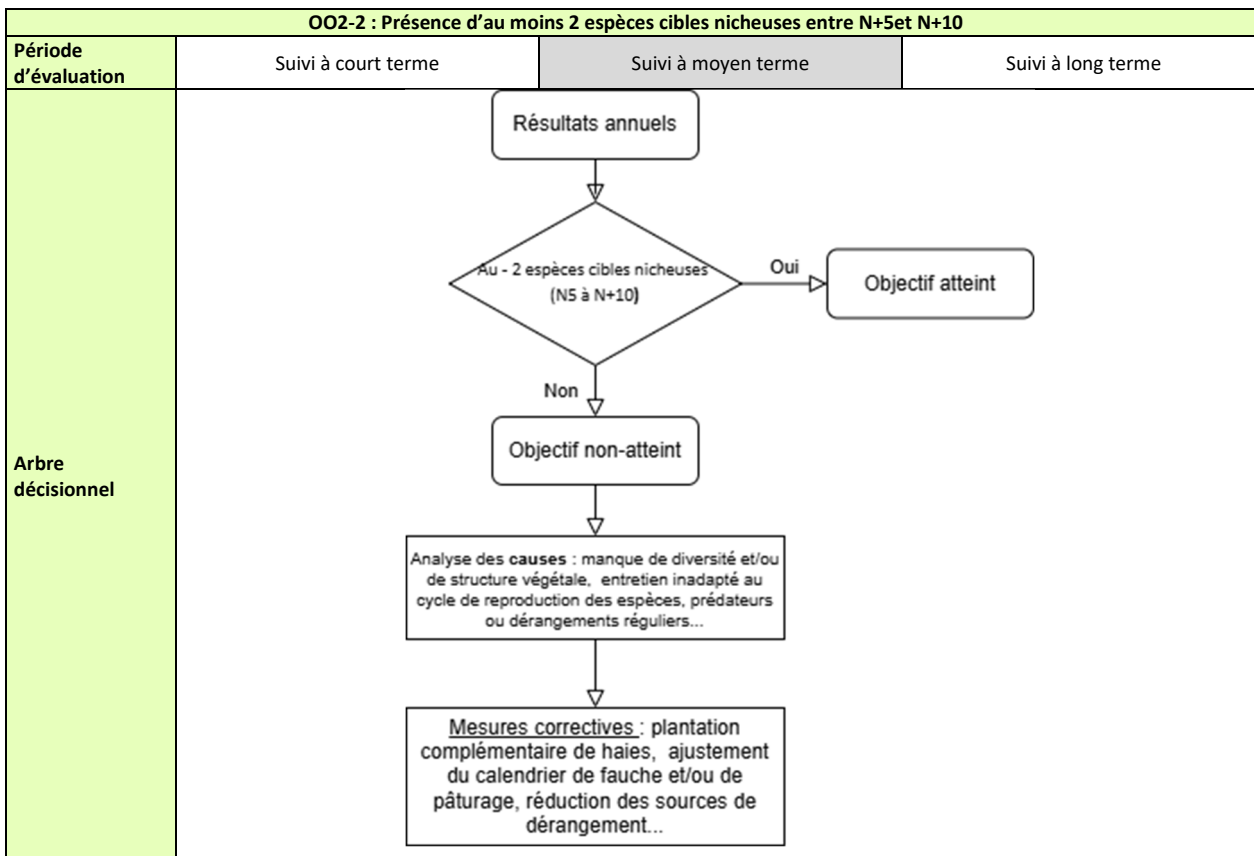 OO2-2 : Présence d'au moins 2 espèces cibles nicheuses entre N+5et N+10
Période
d'évaluation
Suivi à court terme
Suivi à moyen terme
Suivi à long terme
Arbre
décisionnel
Résultats annuels
Au - 2 espèces cibles nicheuses
(N5 à N+10)
Oui
Objectif atteint
Non
Objectif non-atteint
Analyse des causes : manque de diversité et/ou
de structure végétale, entretien inadapté au
cycle de reproduction des espèces, prédateurs
ou dérangements réguliers...
Mesures correctives : plantation
complémentaire de haies, ajustement
du calendrier de fauche et/ou de
pâturage, réduction des sources de
dérangement...